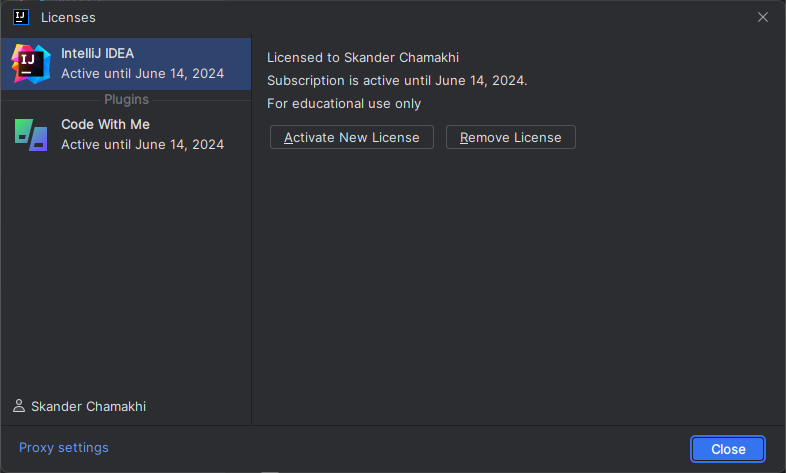 Licenses
IntelliJ IDEA
Active until June 14, 2024
Plugins
Code With Me
Active until June 14, 2024
Skander Chamakhi
Licensed to Skander Chamakhi
Subscription is active until June 14, 2024.
For educational use only
Activate New License
Remove License
Proxy settings
Close